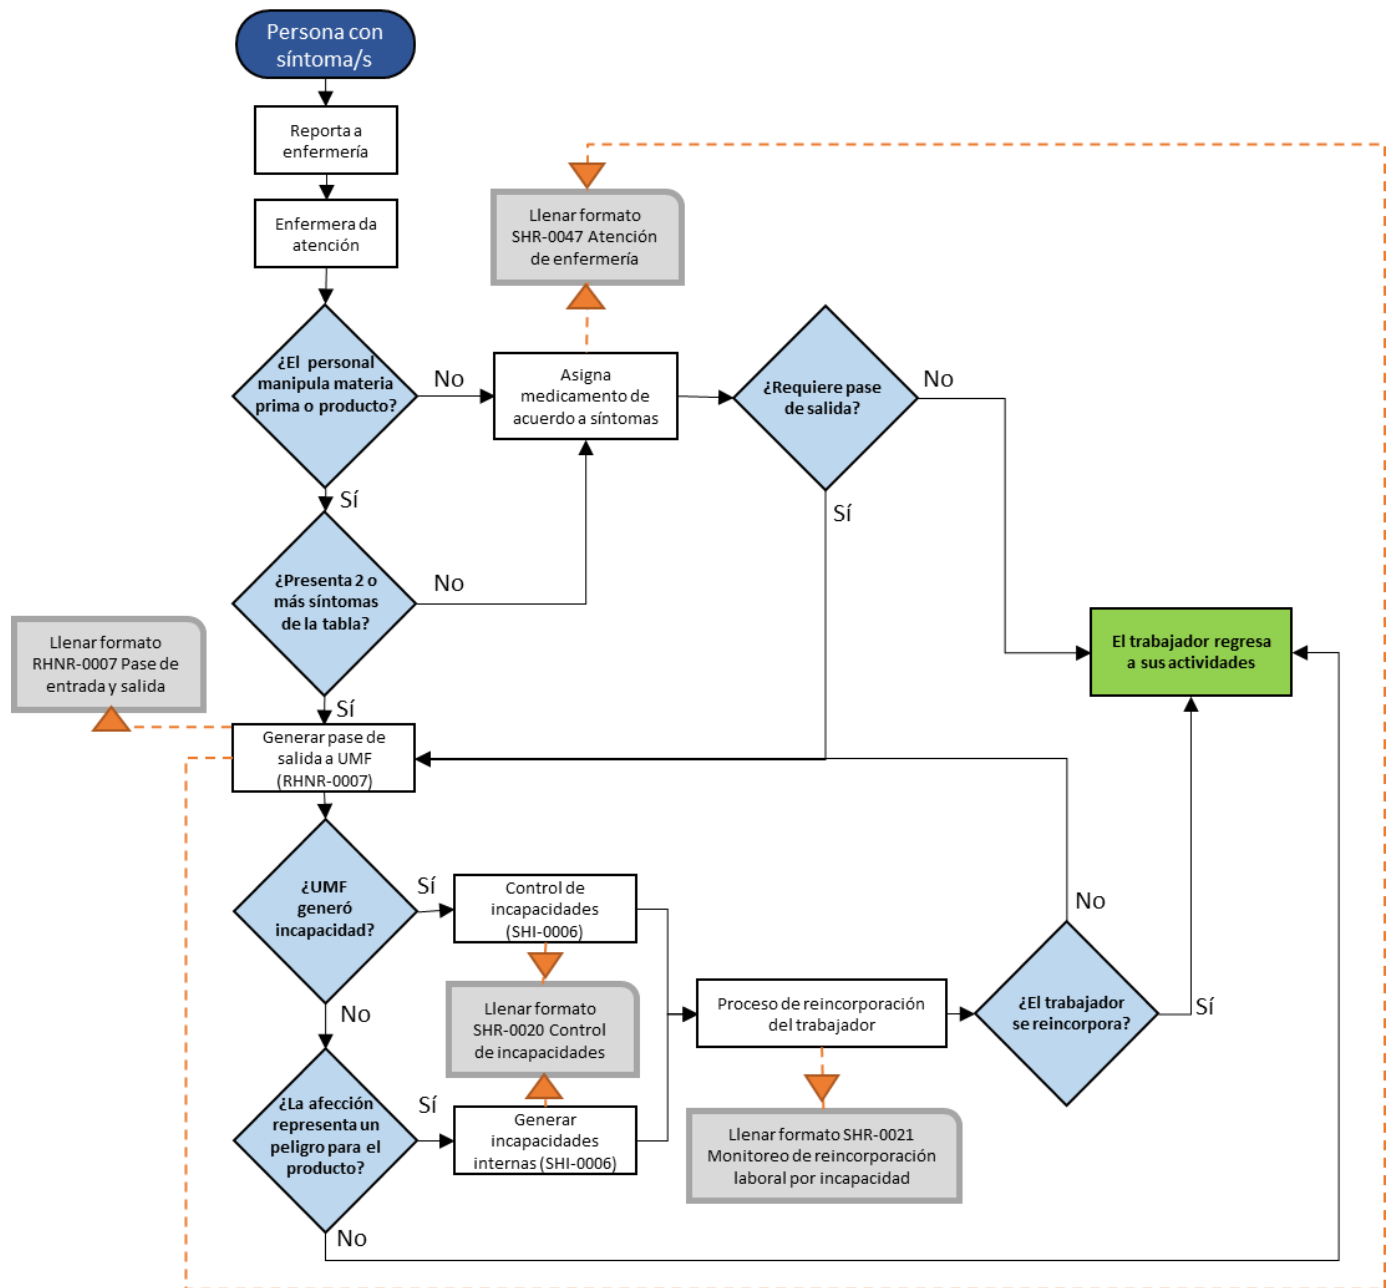 Persona con
síntoma/s
Reporta a
enfermería
Enfermera da
atención
Llenar formato
SHR-0047 Atención
de enfermería
¿El personal
manipula materia
prima o producto?
No
Asigna
medicamento de
acuerdo a síntomas
¿Requiere pase
de salida?
No
Sí
Sí
¿Presenta 2 o
más síntomas
de la tabla?
No
Llenar formato
RHNR-0007 Pase de
entrada y salida
El trabajador regresa
a sus actividades
Sí
Generar pase de
salida a UMF
(RHNR-0007)
¿UMF
generó
incapacidad?
Sí
Control de
incapacidades
(SHI-0006)
No
No
Llenar formato
SHR-0020 Control
de incapacidades
Proceso de reincorporación
del trabajador
¿El trabajador
se reincorpora?
Sí
¿La afección
representa un
peligro para el
producto?
Sí
Generar
incapacidades
internas (SHI-0006)
Llenar formato SHR-0021
Monitoreo de reincorporación
laboral por incapacidad
No